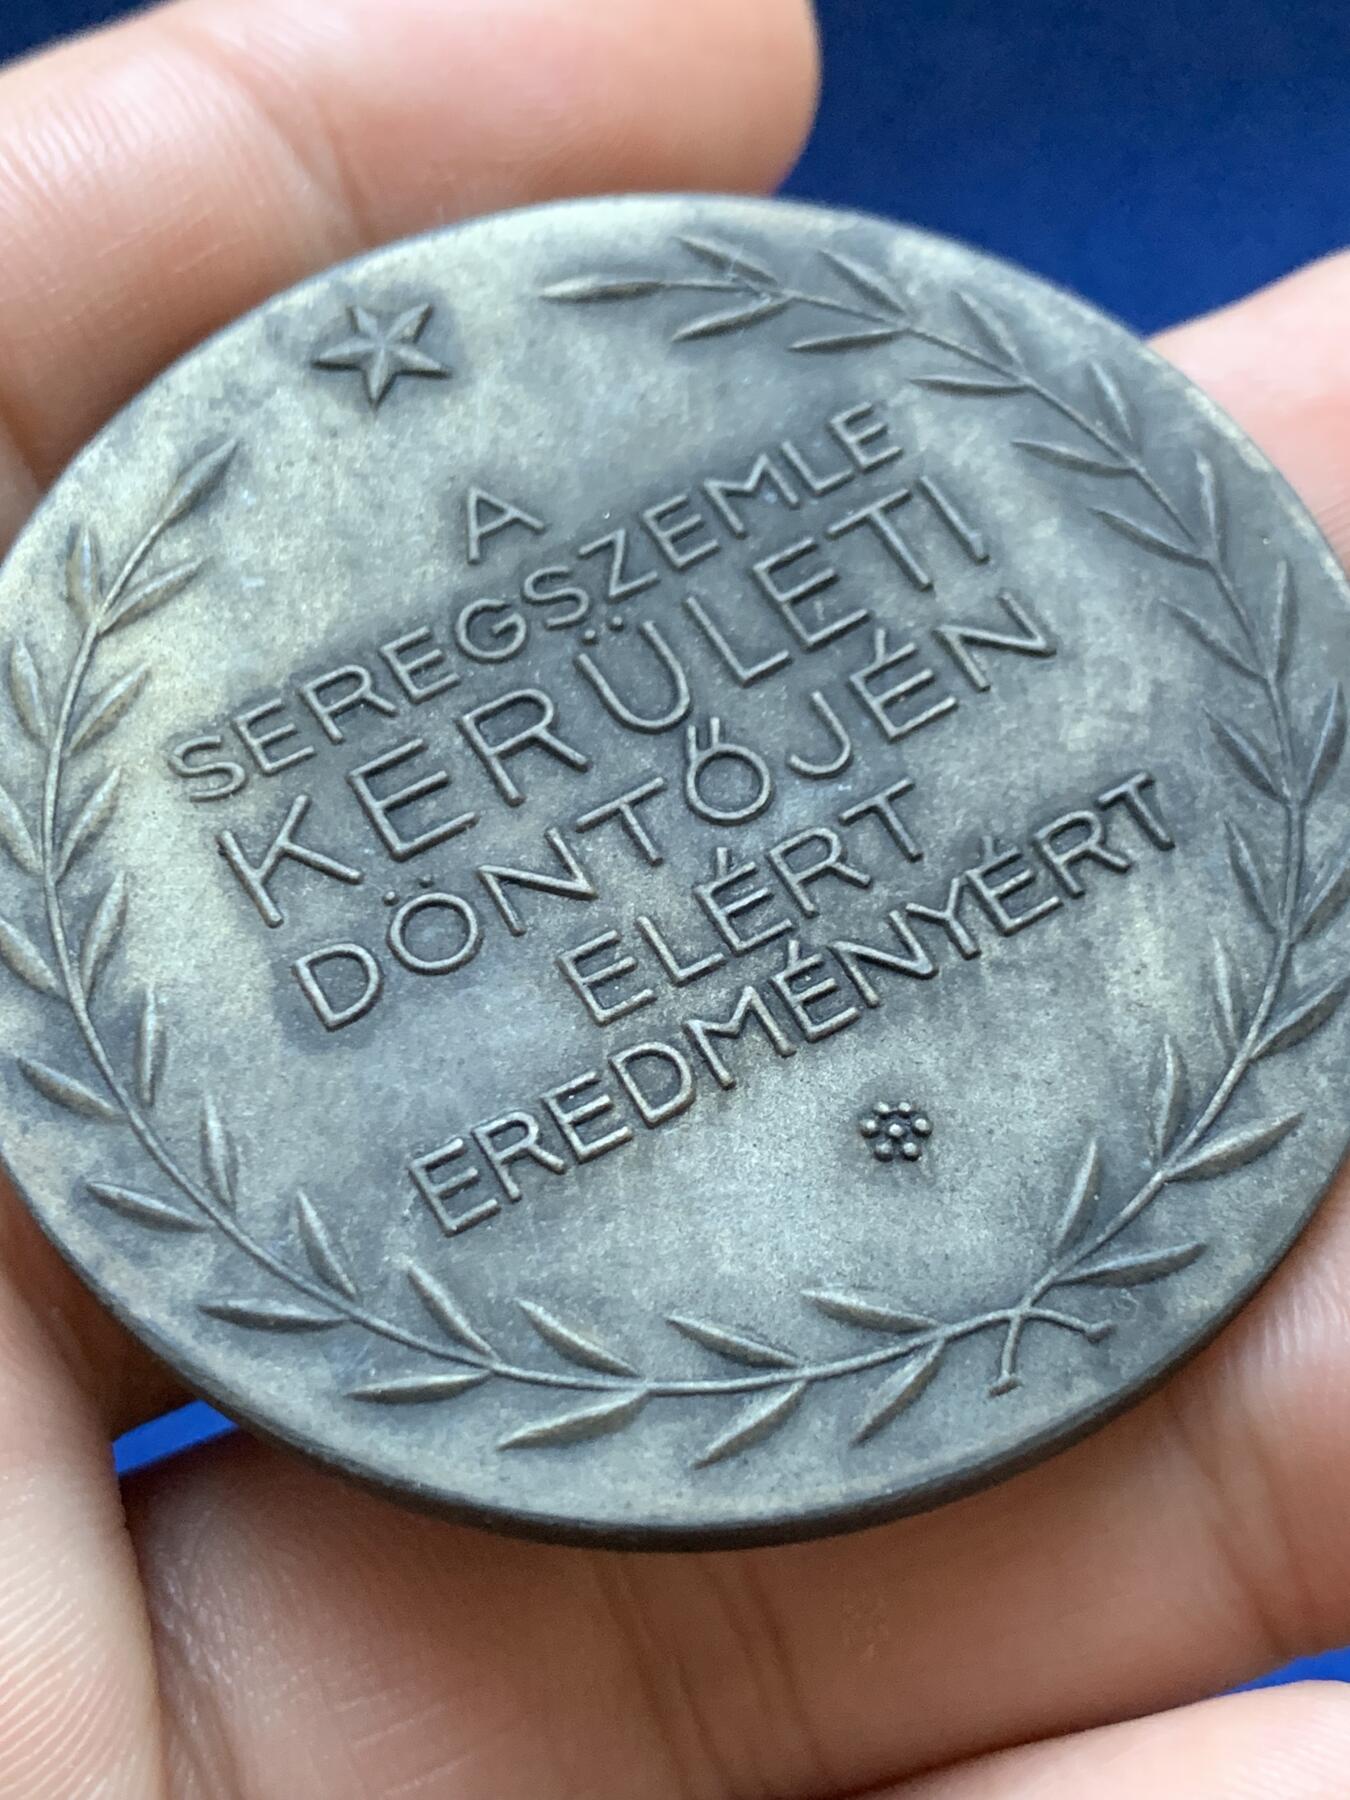 A
SEREGSZEMLE
KERÜLETI
DÖNTŐJÉN
ELÉRT
EREDMÉNYÉRT